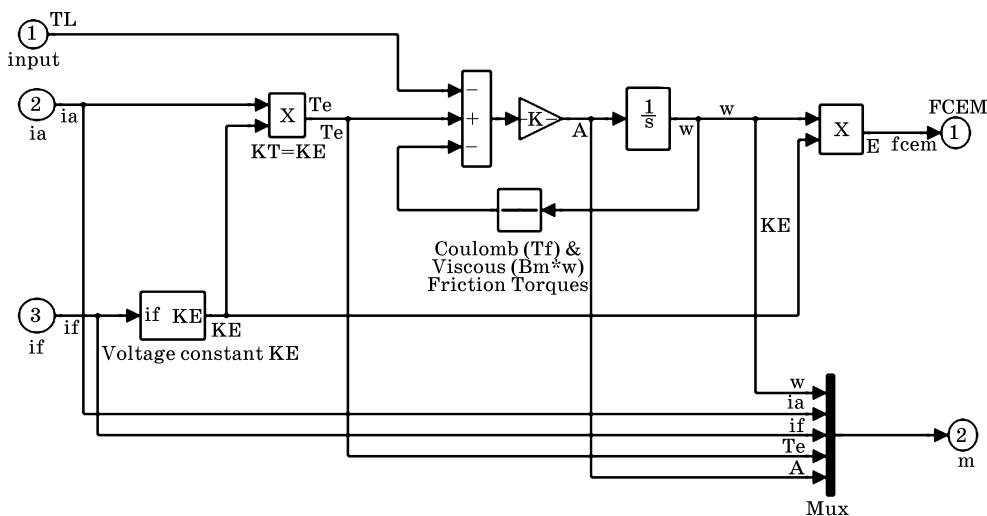 TL
1
input
2
ia
ia
X
Te
Te
KT=KE
−
+
−
-K-
A
1
s
w
w
X
E
fcem
FCEM
1
Coulomb (Tf) &
Viscous (Bm*w)
Friction Torques
KE
3
if
if
if KE
KE
Voltage constant KE
w
ia
if
Te
A
Mux
2
m